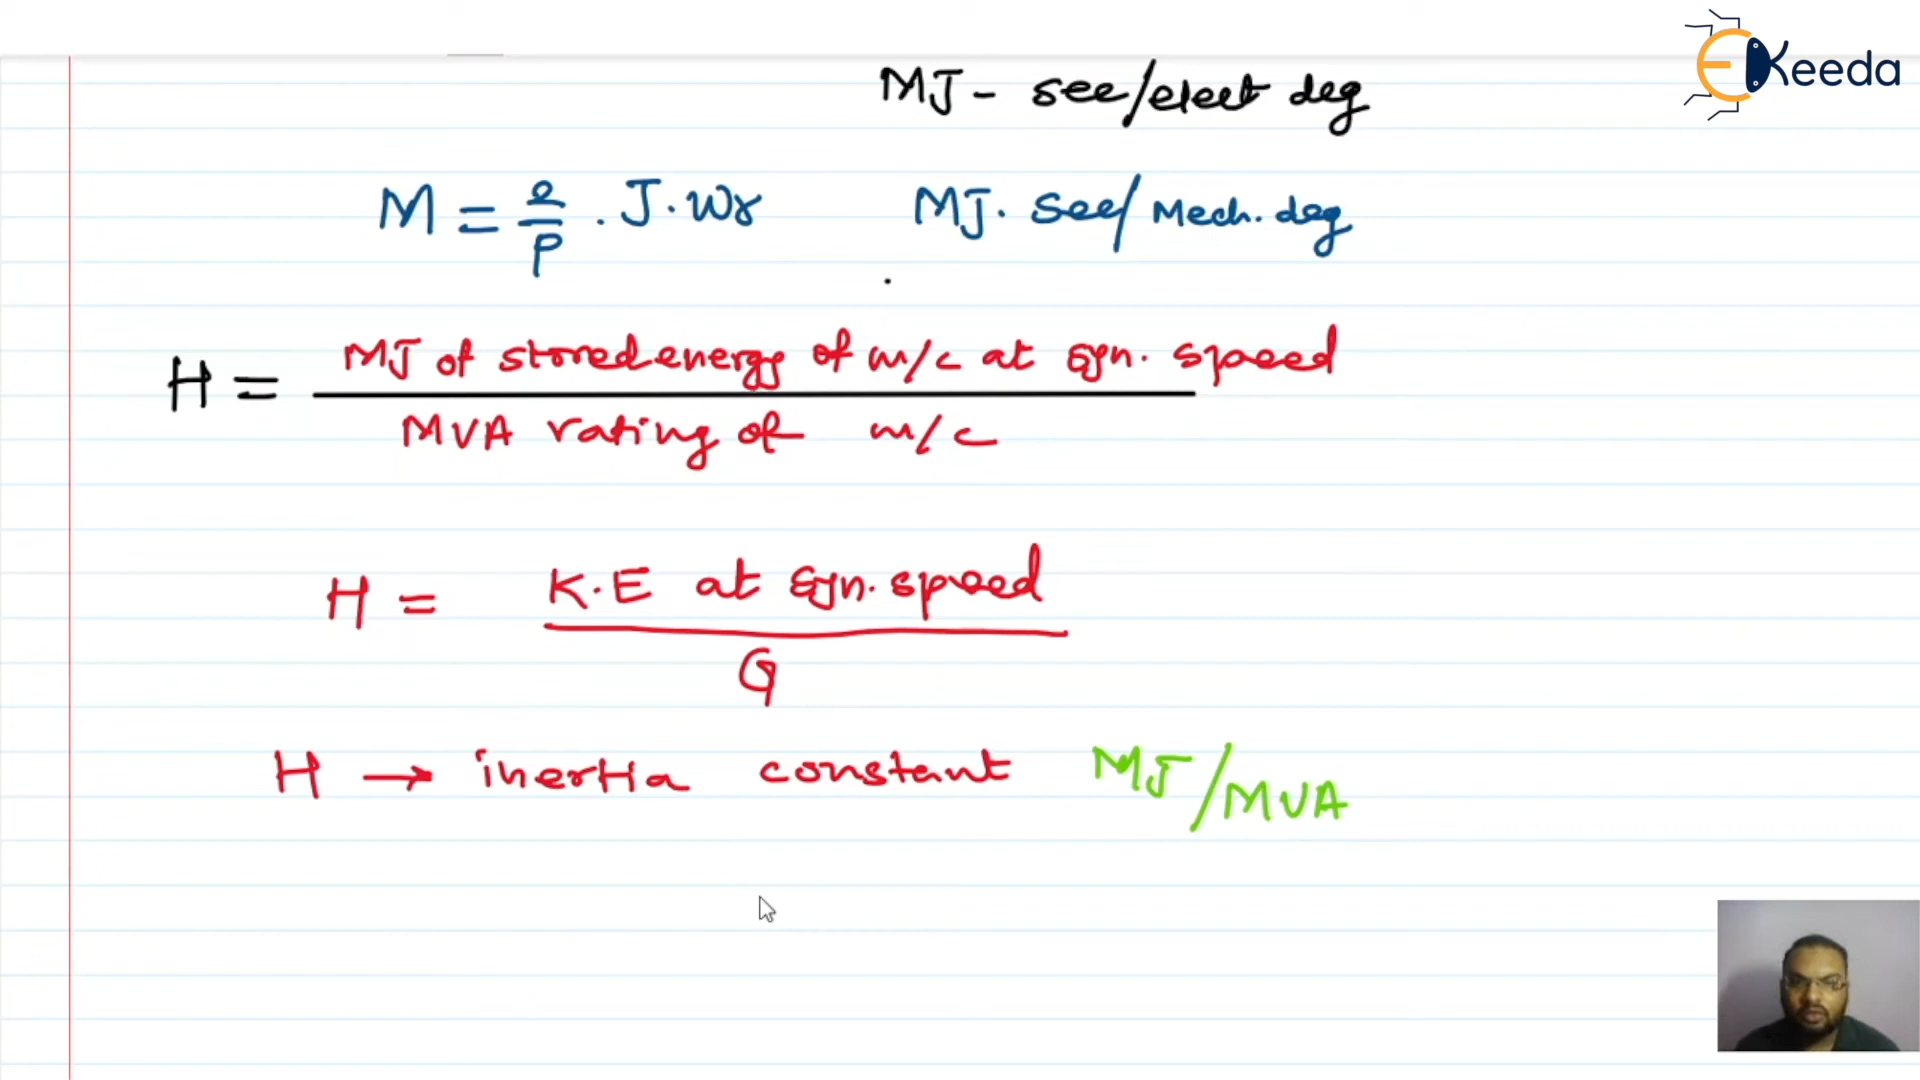 EKeeda
MJ - sec/elect deg
M = 2/P . J. ωr MJ. sec/Mech. deg
H = MJ of stored energy of m/c at syn. speed
MVA rating of m/c
H = K.E at syn. speed
G
H → inertia constant MJ/MVA